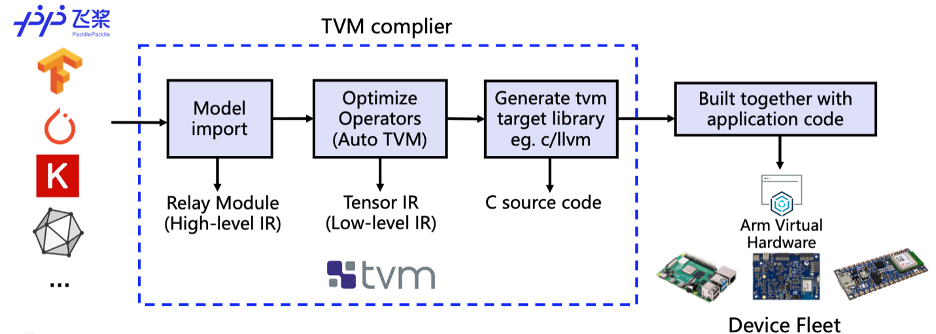 飞桨
PaddlePaddle
TVM complier
Model
import
Optimize
Operators
(Auto TVM)
Generate tvm
target library
eg. c/llvm
Built together with
application code
Relay Module
(High-level IR)
Tensor IR
(Low-level IR)
C source code
K
...
tvm
Arm Virtual
Hardware
Device Fleet